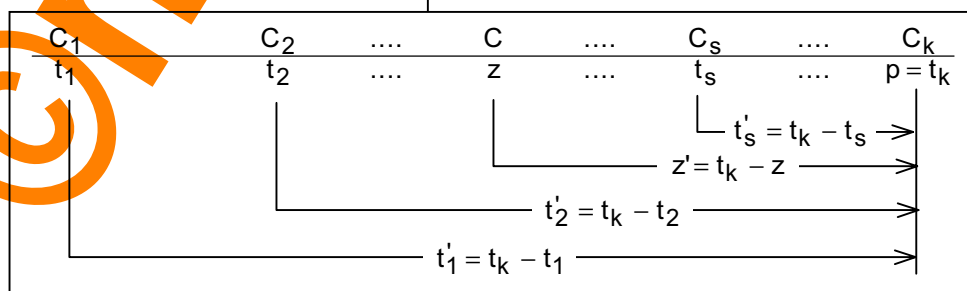 C₁ C₂ .... C .... Cₛ .... Cₖ
t₁ t₂ .... z .... tₛ .... p = tₖ
t'ₛ = tₖ − tₛ
z' = tₖ − z
t'₂ = tₖ − t₂
t'₁ = tₖ − t₁